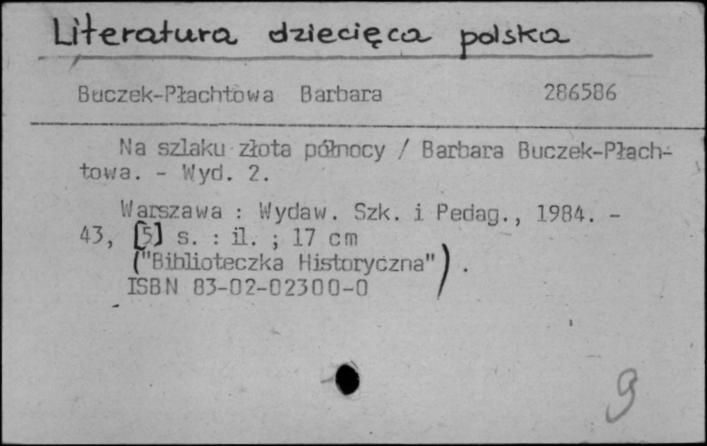 Literatura dziecięca polska
Buczek-Płachtowa Barbara 286586
Na szlaku złota północy / Barbara Buczek-Płach-
towa. - Wyd. 2.
Warszawa : Wydaw. Szk. i Pedag., 1984. -
43, [5] s. : il. ; 17 cm
("Biblioteczka Historyczna") .
ISBN 83-02-02300-0
9